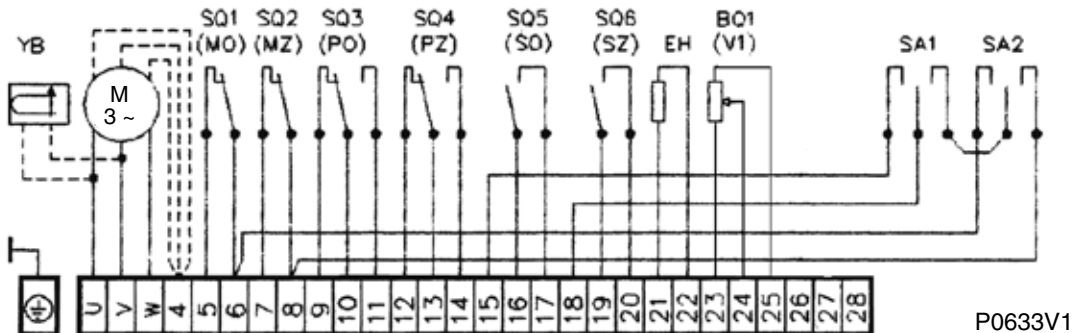 SQ1 SQ2 SQ3 SQ4 SQ5 SQ6 BQ1
YB (MO) (MZ) (PO) (PZ) (SO) (SZ) EH (V1) SA1 SA2
M
3 ~
U V W 4 5 6 7 8 9 10 11 12 13 14 15 16 17 18 19 20 21 22 23 24 25 26 27 28
P0633V1